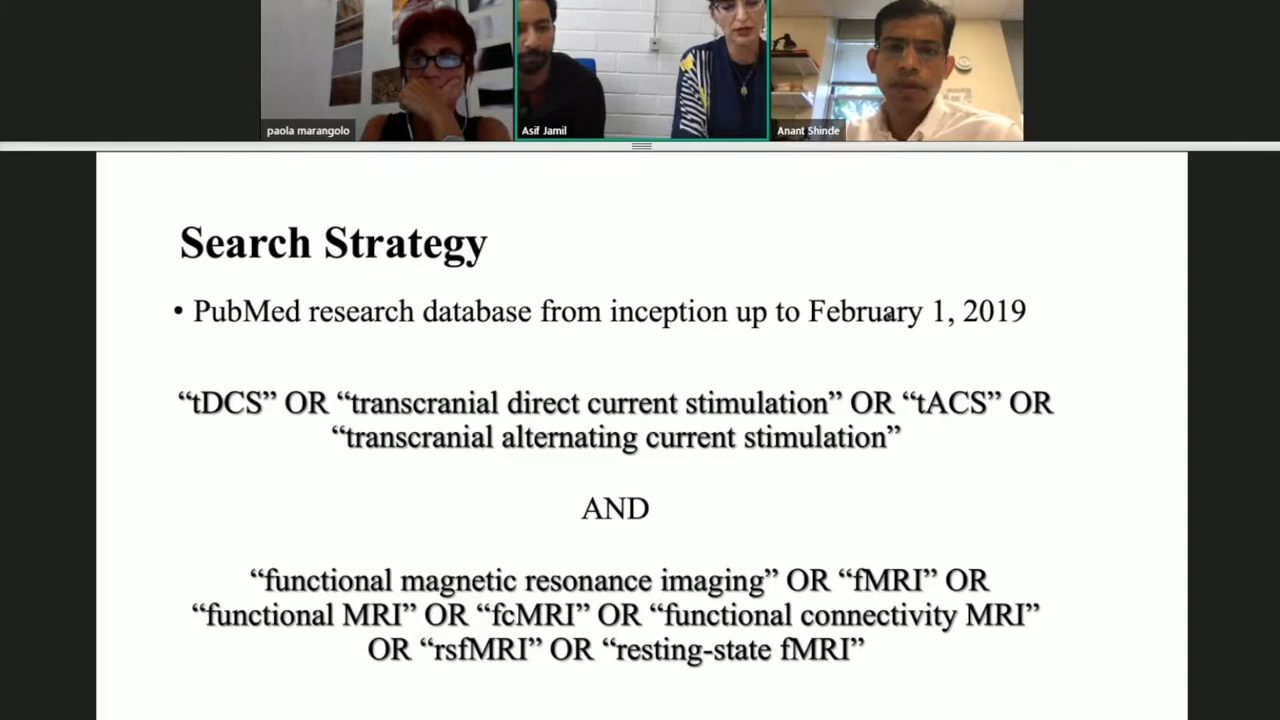 paola marangolo
Asif Jamil
Anant Shinde
Search Strategy
• PubMed research database from inception up to February 1, 2019
“tDCS” OR “transcranial direct current stimulation” OR “tACS” OR
“transcranial alternating current stimulation”
AND
“functional magnetic resonance imaging” OR “fMRI” OR
“functional MRI” OR “fcMRI” OR “functional connectivity MRI”
OR “rsfMRI” OR “resting-state fMRI”